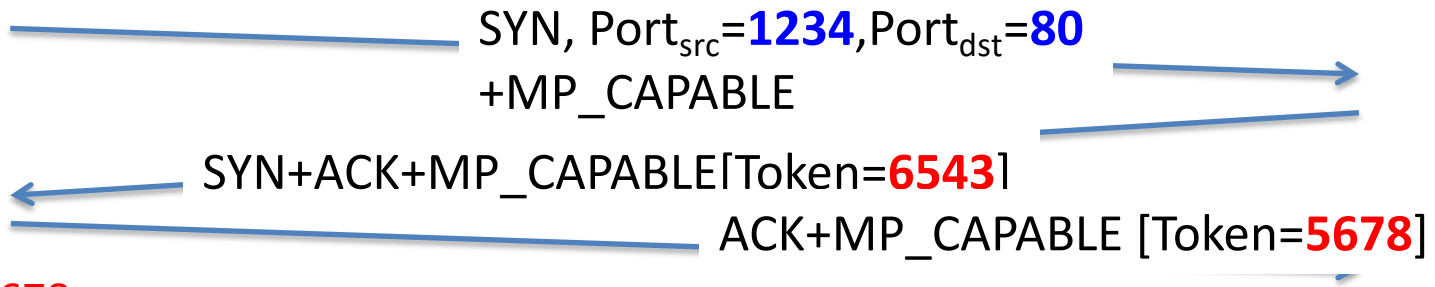 SYN, Portsrc=1234,Portdst=80
+MP_CAPABLE
SYN+ACK+MP_CAPABLE[Token=6543]
ACK+MP_CAPABLE [Token=5678]